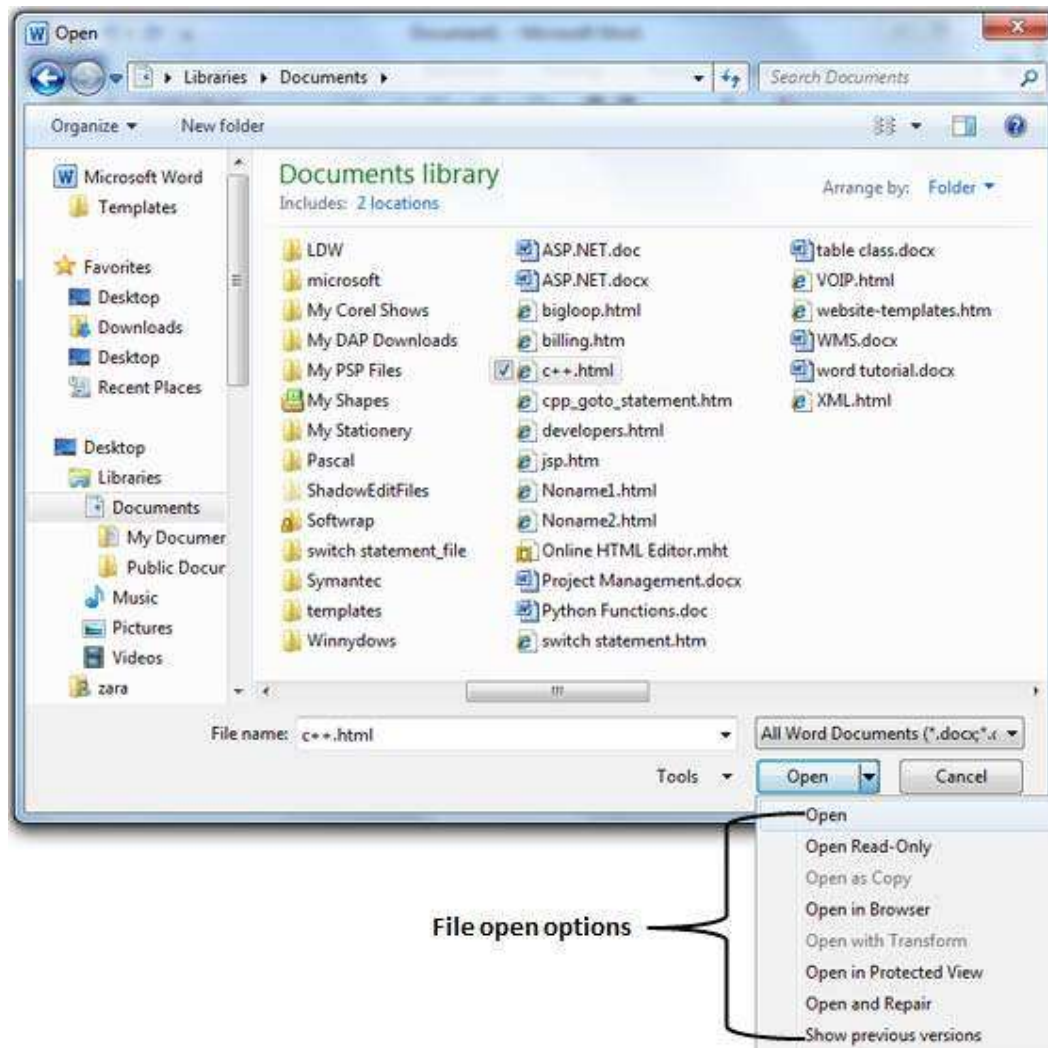 Open
Libraries ▸ Documents ▸
Search Documents
Organize
New folder
Microsoft Word
Templates
Favorites
Desktop
Downloads
Desktop
Recent Places
Desktop
Libraries
Documents
My Documer
Public Docur
Music
Pictures
Videos
zara
Documents library
Includes: 2 locations
Arrange by: Folder
LDW
microsoft
My Corel Shows
My DAP Downloads
My PSP Files
My Shapes
My Stationery
Pascal
ShadowEditFiles
Softwrap
switch statement_file
Symantec
templates
Winnydows
ASP.NET.doc
ASP.NET.docx
bigloop.html
billing.htm
c++.html
cpp_goto_statement.htm
developers.html
jsp.htm
Noname1.html
Noname2.html
Online HTML Editor.mht
Project Management.docx
Python Functions.doc
switch statement.htm
table class.docx
VOIP.html
website-templates.htm
WMS.docx
word tutorial.docx
XML.html
File name: c++.html
All Word Documents (*.docx;*.c
Tools
Open
Cancel
Open
Open Read-Only
Open as Copy
Open in Browser
Open with Transform
Open in Protected View
Open and Repair
Show previous versions
File open options